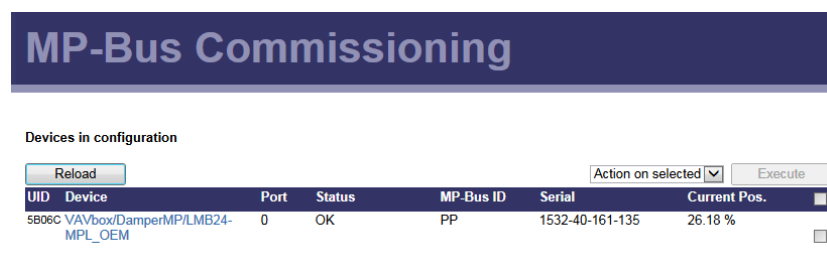 MP-Bus Commissioning
Devices in configuration
Reload Action on selected Execute
UID Device Port Status MP-Bus ID Serial Current Pos.
5B06C VAVbox/DamperMP/LMB24- 0 OK PP 1532-40-161-135 26.18 %
MPL_OEM